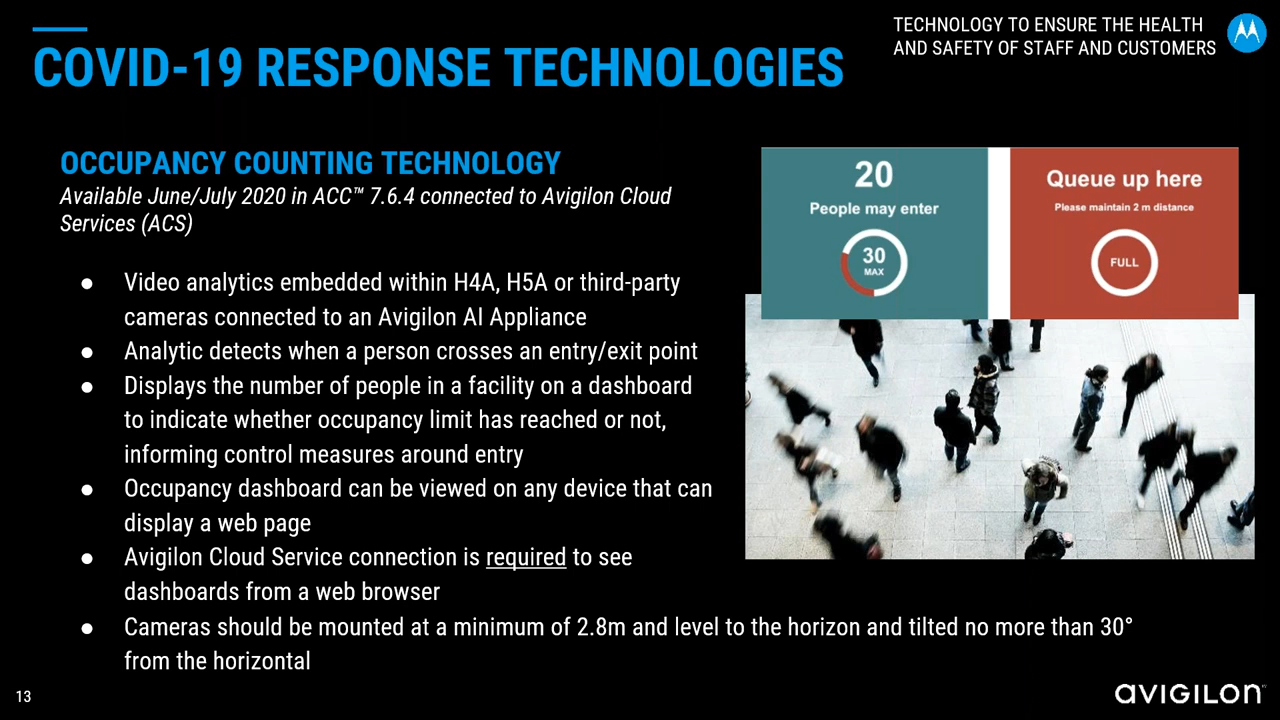 TECHNOLOGY TO ENSURE THE HEALTH
AND SAFETY OF STAFF AND CUSTOMERS
COVID-19 RESPONSE TECHNOLOGIES
OCCUPANCY COUNTING TECHNOLOGY
Available June/July 2020 in ACC™ 7.6.4 connected to Avigilon Cloud
Services (ACS)
● Video analytics embedded within H4A, H5A or third-party
cameras connected to an Avigilon AI Appliance
● Analytic detects when a person crosses an entry/exit point
● Displays the number of people in a facility on a dashboard
to indicate whether occupancy limit has reached or not,
informing control measures around entry
● Occupancy dashboard can be viewed on any device that can
display a web page
● Avigilon Cloud Service connection is required to see
dashboards from a web browser
● Cameras should be mounted at a minimum of 2.8m and level to the horizon and tilted no more than 30°
from the horizontal
20
People may enter
30
MAX
Queue up here
Please maintain 2 m distance
FULL
13
AVIGILON